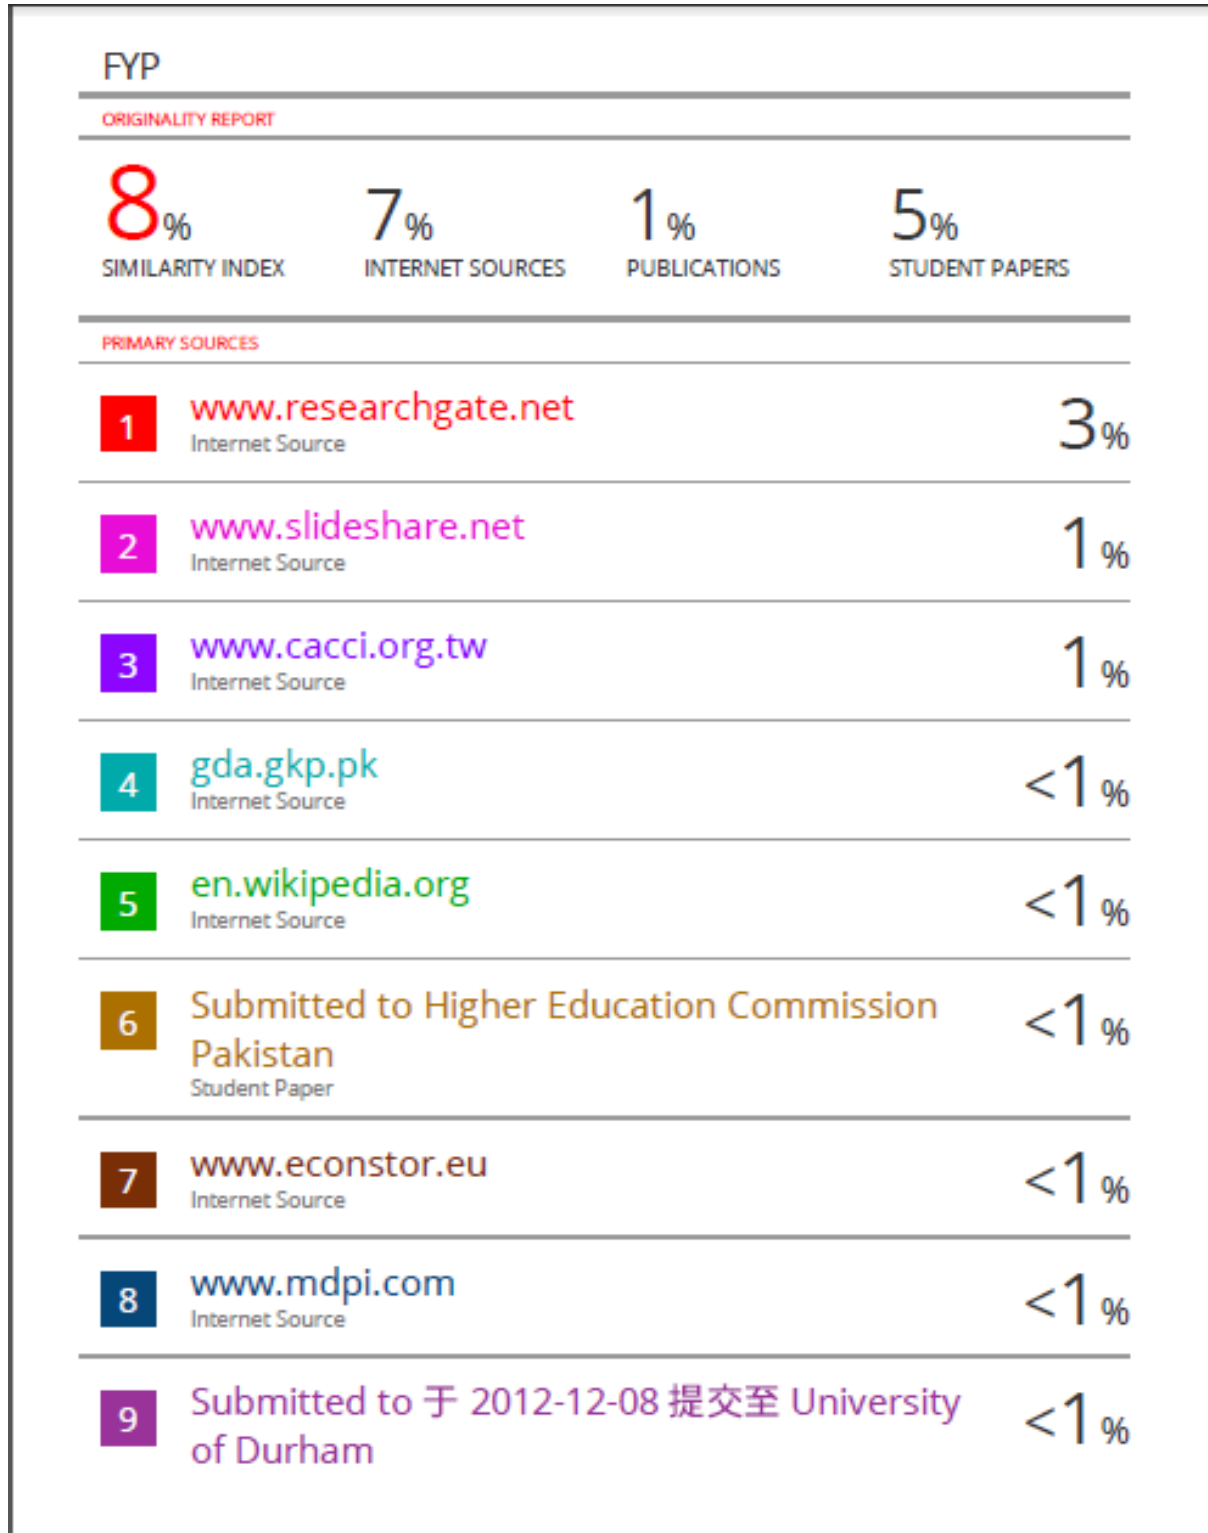 FYP
ORIGINALITY REPORT
8% 7% 1% 5%
SIMILARITY INDEX INTERNET SOURCES PUBLICATIONS STUDENT PAPERS
PRIMARY SOURCES
1 www.researchgate.net 3%
Internet Source
2 www.slideshare.net 1%
Internet Source
3 www.cacci.org.tw 1%
Internet Source
4 gda.gkp.pk <1%
Internet Source
5 en.wikipedia.org <1%
Internet Source
6 Submitted to Higher Education Commission <1%
Pakistan
Student Paper
7 www.econstor.eu <1%
Internet Source
8 www.mdpi.com <1%
Internet Source
9 Submitted to 于 2012-12-08 提交至 University <1%
of Durham